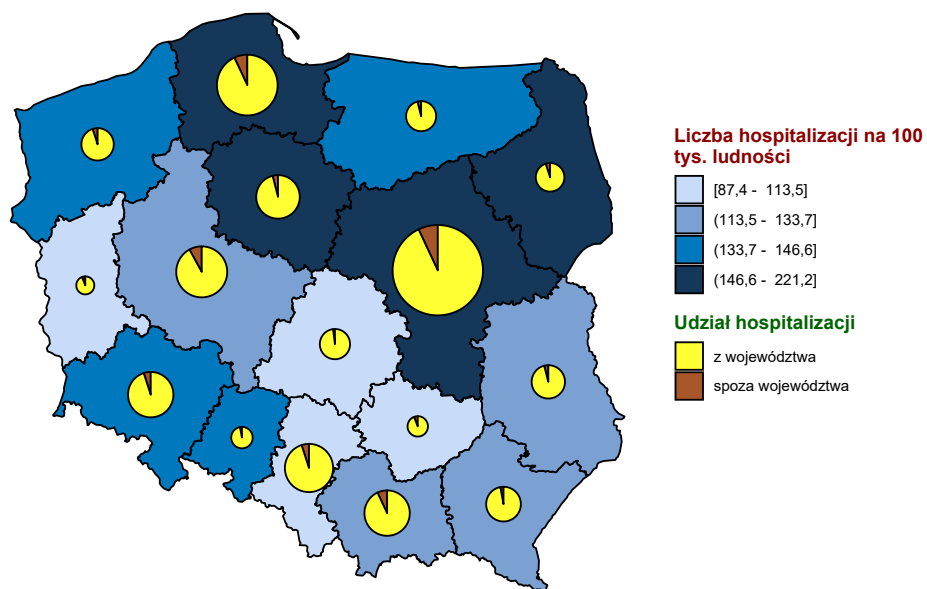 Liczba hospitalizacji na 100
tys. ludności
[87,4 - 113,5]
(113,5 - 133,7]
(133,7 - 146,6]
(146,6 - 221,2]
Udział hospitalizacji
z województwa
spoza województwa